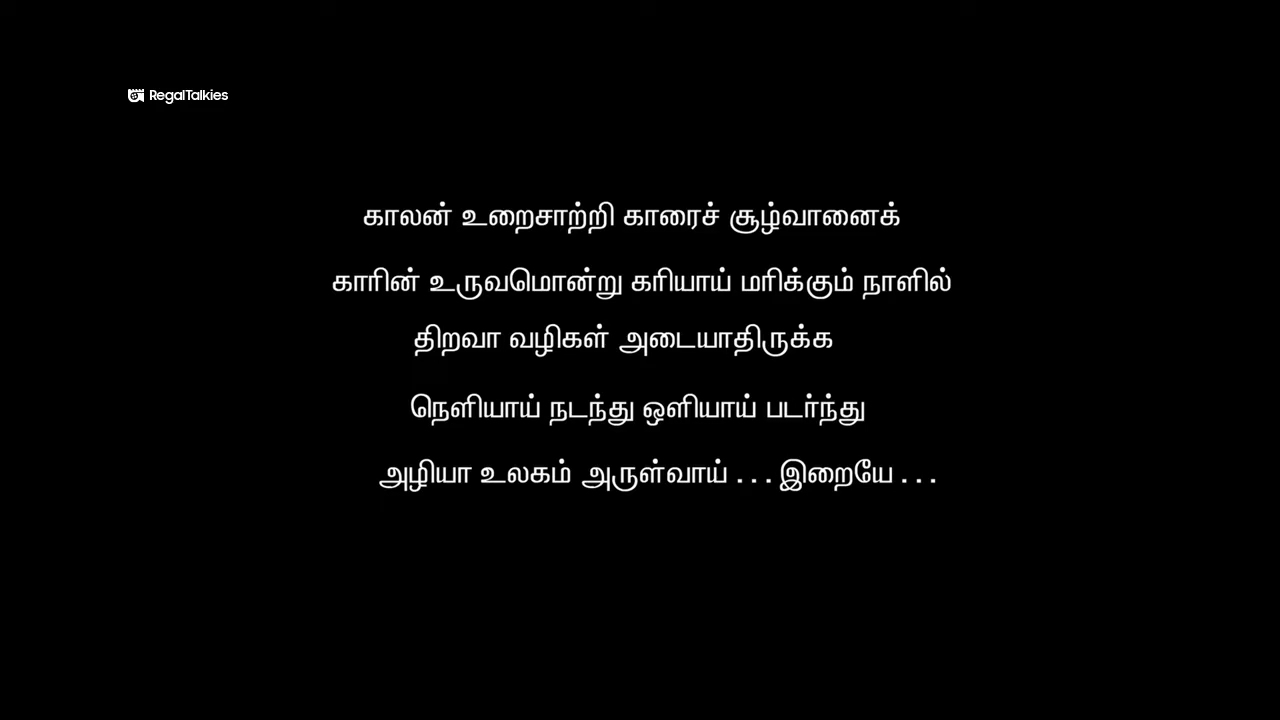 RegalTalkies
காலன் உறைசாற்றி காரைச் சூழ்வானைக்
காரின் உருவமொன்று கரியாய் மரிக்கும் நாளில்
திறவா வழிகள் அடையாதிருக்க
நெளியாய் நடந்து ஒளியாய் படர்ந்து
அழியா உலகம் அருள்வாய் . . . இறையே . . .